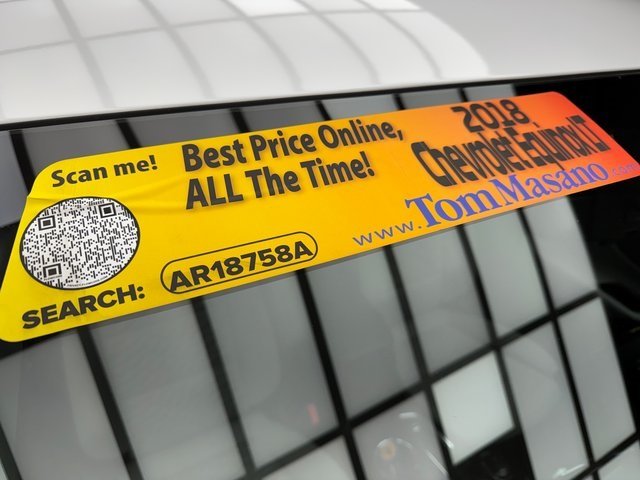 Scan me!
Best Price Online,
ALL The Time!
SEARCH:
AR18758A
2018
Chevrolet Equinox LT
www.TomMasano.com